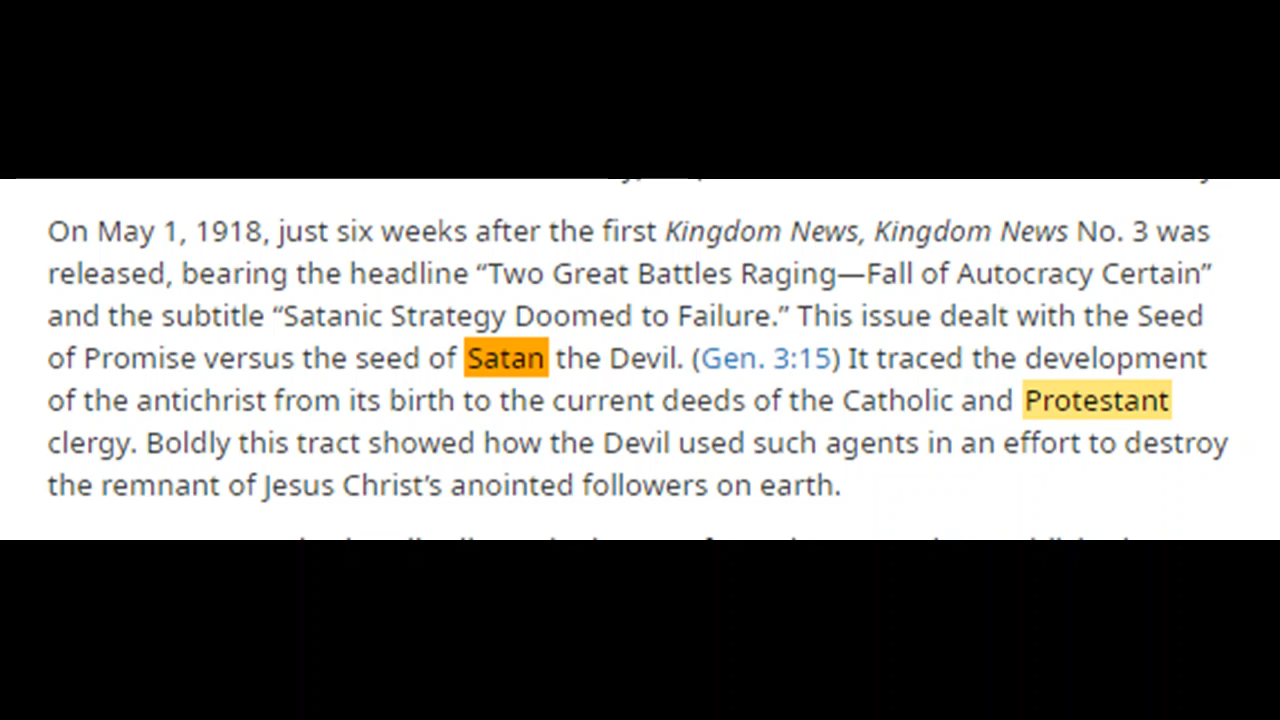 On May 1, 1918, just six weeks after the first Kingdom News, Kingdom News No. 3 was
released, bearing the headline “Two Great Battles Raging—Fall of Autocracy Certain”
and the subtitle “Satanic Strategy Doomed to Failure.” This issue dealt with the Seed
of Promise versus the seed of Satan the Devil. (Gen. 3:15) It traced the development
of the antichrist from its birth to the current deeds of the Catholic and Protestant
clergy. Boldly this tract showed how the Devil used such agents in an effort to destroy
the remnant of Jesus Christ’s anointed followers on earth.